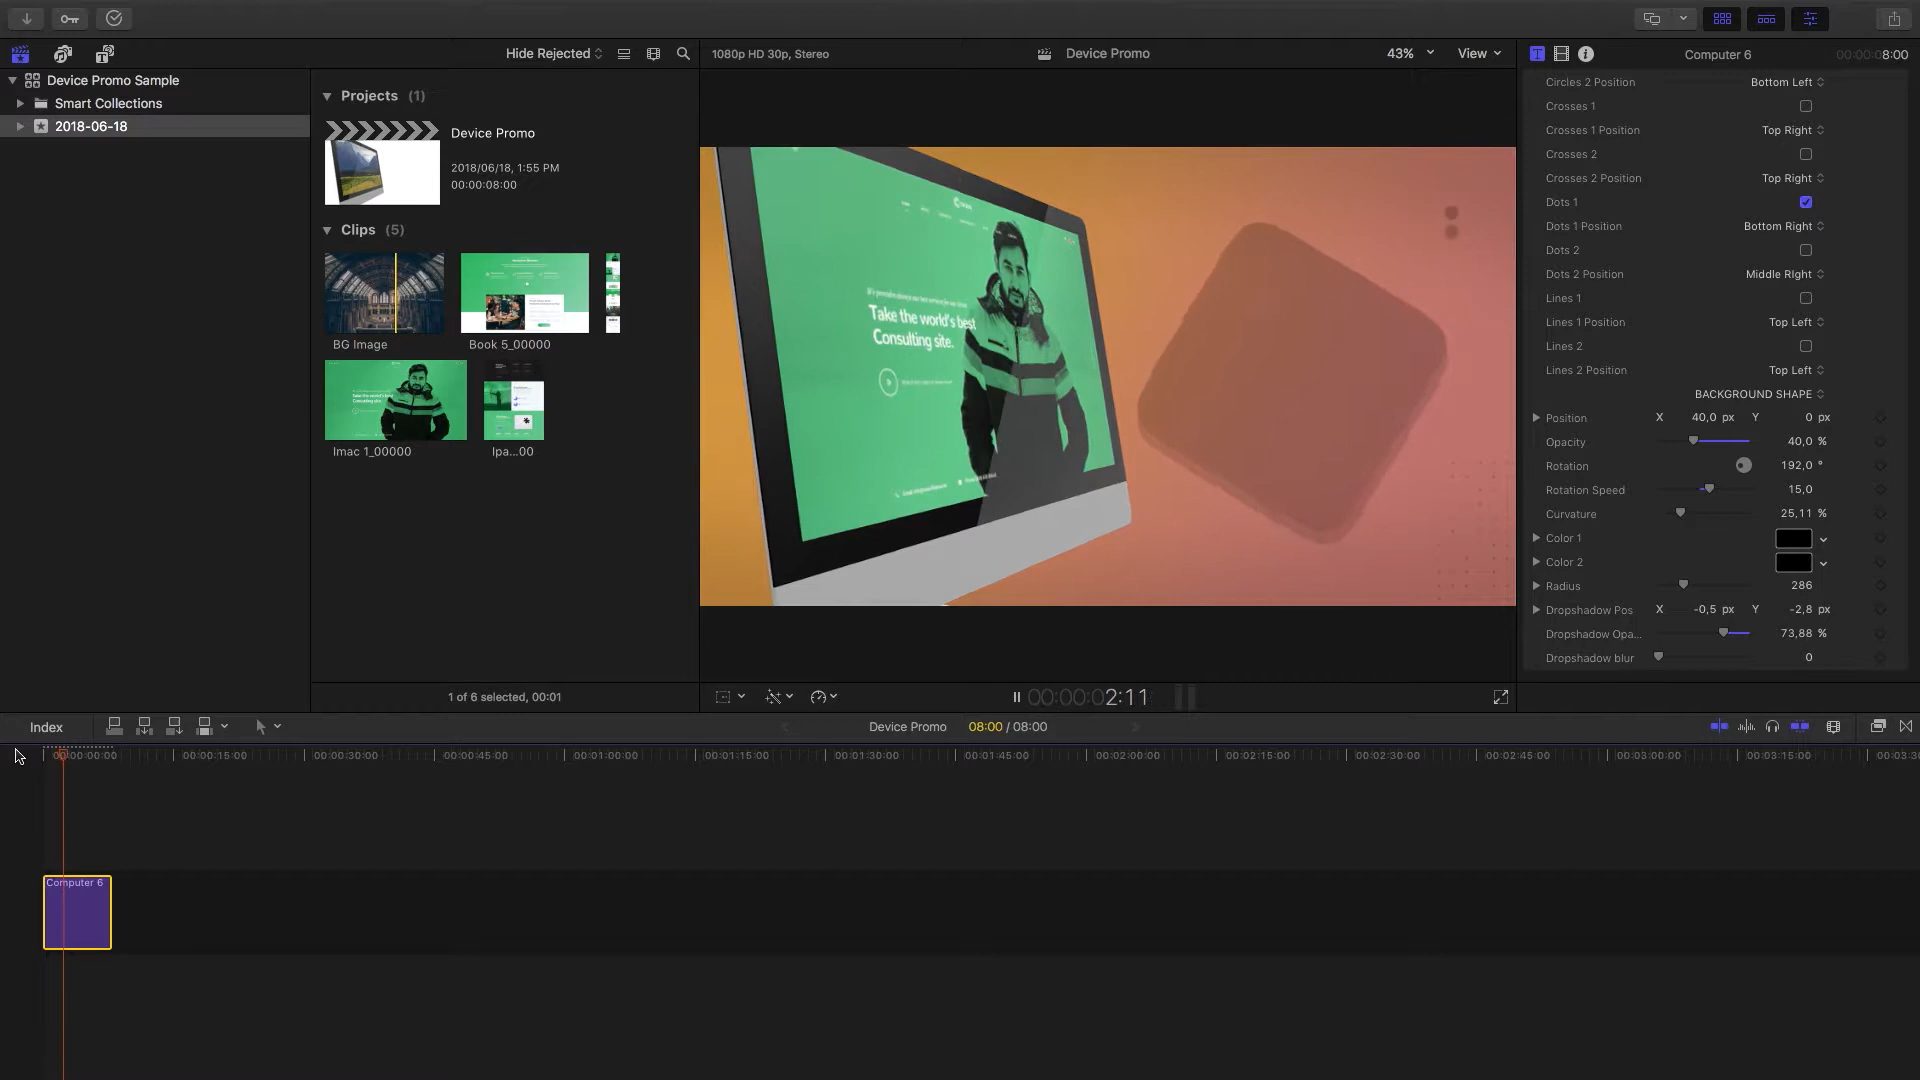 Hide Rejected
1080p HD 30p, Stereo
Device Promo
43%
View
Computer 6
00:00:08:00
Device Promo Sample
Smart Collections
2018-06-18
Projects (1)
Device Promo
2018/06/18, 1:55 PM
00:00:08:00
Clips (5)
BG Image
Book 5_00000
Imac 1_00000
Ipa...00
1 of 6 selected, 00:01
Take the world's best
Consulting site.
Circles 2 Position Bottom Left
Crosses 1
Crosses 1 Position Top Right
Crosses 2
Crosses 2 Position Top Right
Dots 1
Dots 1 Position Bottom Right
Dots 2
Dots 2 Position Middle RIght
Lines 1
Lines 1 Position Top Left
Lines 2
Lines 2 Position Top Left
BACKGROUND SHAPE
Position X 40,0 px Y 0 px
Opacity 40,0 %
Rotation 192,0 °
Rotation Speed 15,0
Curvature 25,11 %
Color 1
Color 2
Radius 286
Dropshadow Pos X -0,5 px Y -2,8 px
Dropshadow Opa... 73,88 %
Dropshadow blur 0
00:00:02:11
Index
Device Promo
08:00 / 08:00
00:00:00:00
00:00:15:00
00:00:30:00
00:00:45:00
00:01:00:00
00:01:15:00
00:01:30:00
00:01:45:00
00:02:00:00
00:02:15:00
00:02:30:00
00:02:45:00
00:03:00:00
00:03:15:00
00:03:30
Computer 6